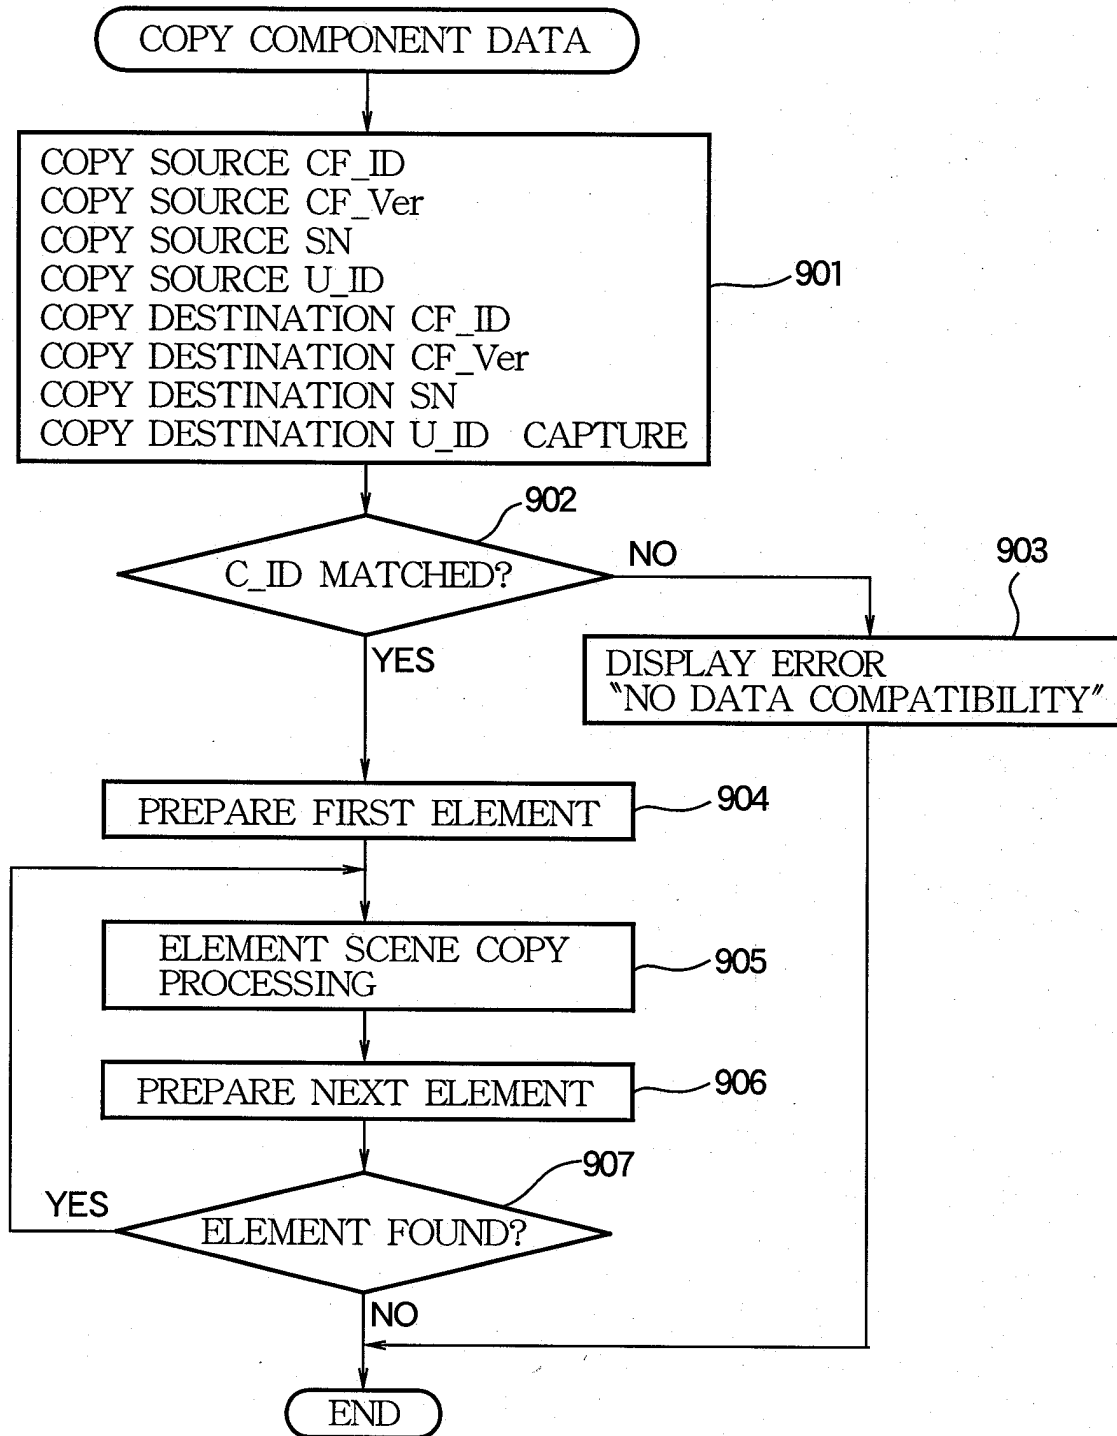 COPY COMPONENT DATA
COPY SOURCE CF_ID
COPY SOURCE CF_Ver
COPY SOURCE SN
COPY SOURCE U_ID
COPY DESTINATION CF_ID
COPY DESTINATION CF_Ver
COPY DESTINATION SN
COPY DESTINATION U_ID CAPTURE
901
902
C_ID MATCHED?
NO
903
YES
DISPLAY ERROR
"NO DATA COMPATIBILITY"
PREPARE FIRST ELEMENT
904
ELEMENT SCENE COPY
PROCESSING
905
PREPARE NEXT ELEMENT
906
907
YES
ELEMENT FOUND?
NO
END